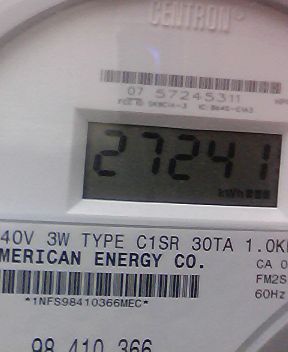 CENTRON®
07 57245311
27241
kWh
40V 3W TYPE C1SR 30TA 1.0K
MERICAN ENERGY CO.
CA 0
FM2S
60Hz
*1NFS98410366MEC*
98 410 366